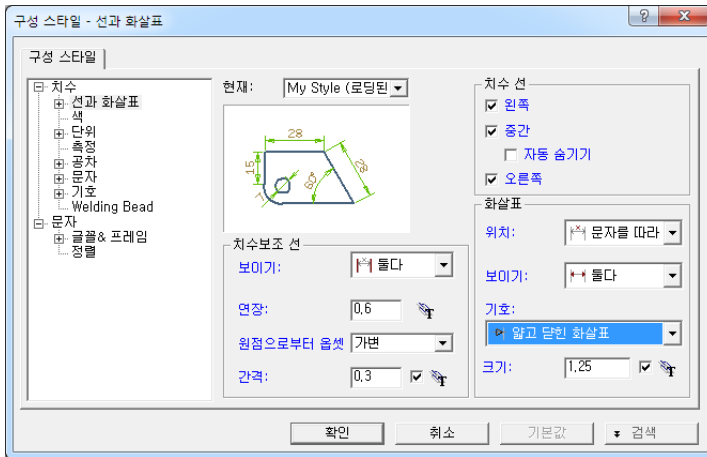 구성 스타일 - 선과 화살표
구성 스타일
치수
선과 화살표
색
단위
측정
공차
문자
기호
Welding Bead
문자
글꼴& 프레임
정렬
현재: My Style (로딩된
28
15
7
60°
치수보조 선
보이기: 둘다
연장: 0.6
원점으로부터 옵셋 가변
간격: 0.3
치수 선
왼쪽
중간
자동 숨기기
오른쪽
화살표
위치: 문자를 따라
보이기: 둘다
기호:
얇고 닫힌 화살표
크기: 1.25
확인
취소
기본값
검색